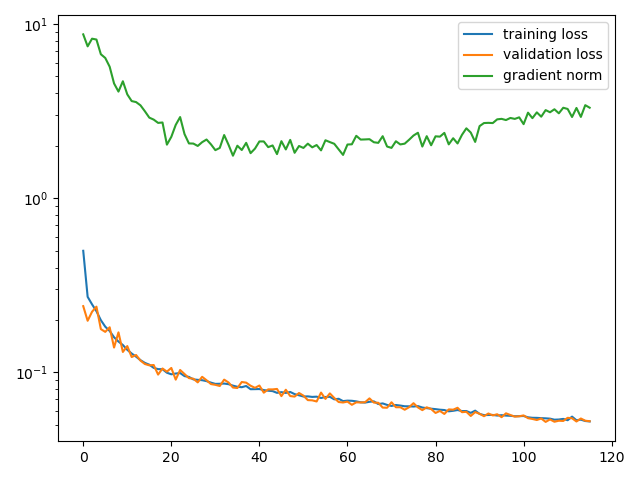 training loss
validation loss
gradient norm
10¹
10⁰
10⁻¹
0 20 40 60 80 100 120